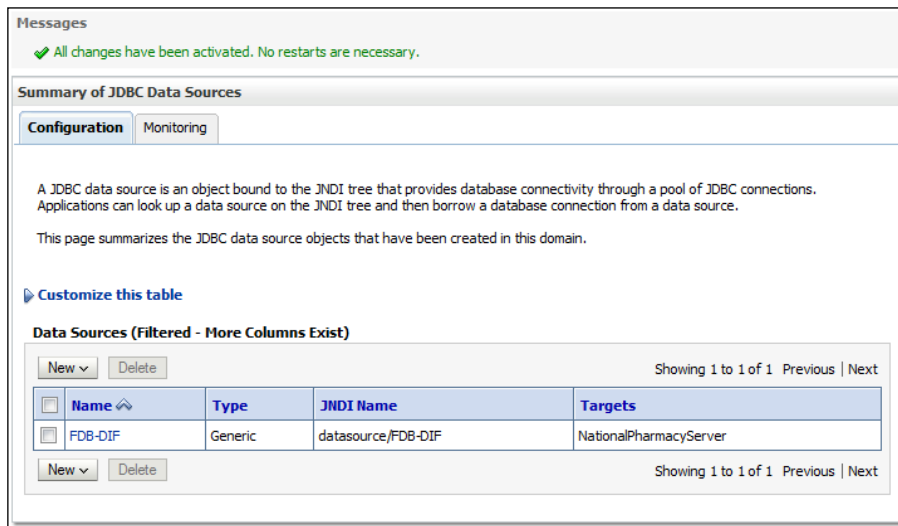 Messages
All changes have been activated. No restarts are necessary.
Summary of JDBC Data Sources
Configuration Monitoring
A JDBC data source is an object bound to the JNDI tree that provides database connectivity through a pool of JDBC connections.
Applications can look up a data source on the JNDI tree and then borrow a database connection from a data source.
This page summarizes the JDBC data source objects that have been created in this domain.
Customize this table
Data Sources (Filtered - More Columns Exist)
New Delete Showing 1 to 1 of 1 Previous | Next
Name Type JNDI Name Targets
FDB-DIF Generic datasource/FDB-DIF NationalPharmacyServer
New Delete Showing 1 to 1 of 1 Previous | Next